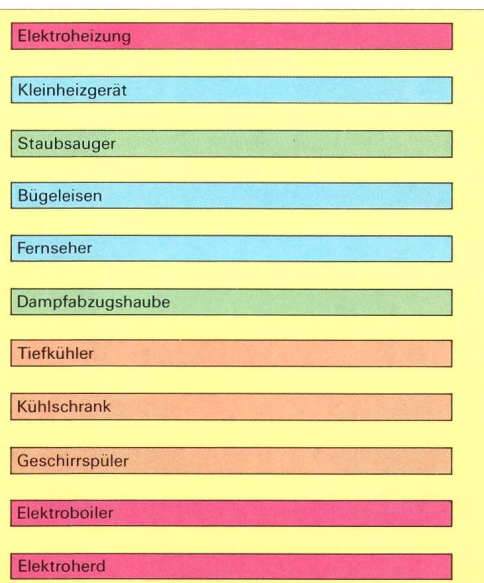 Elektroheizung
Kleinheizgerät
Staubsauger
Bügeleisen
Fernseher
Dampfabzugshaube
Tiefkühler
Kühlschrank
Geschirrspüler
Elektroboiler
Elektroherd